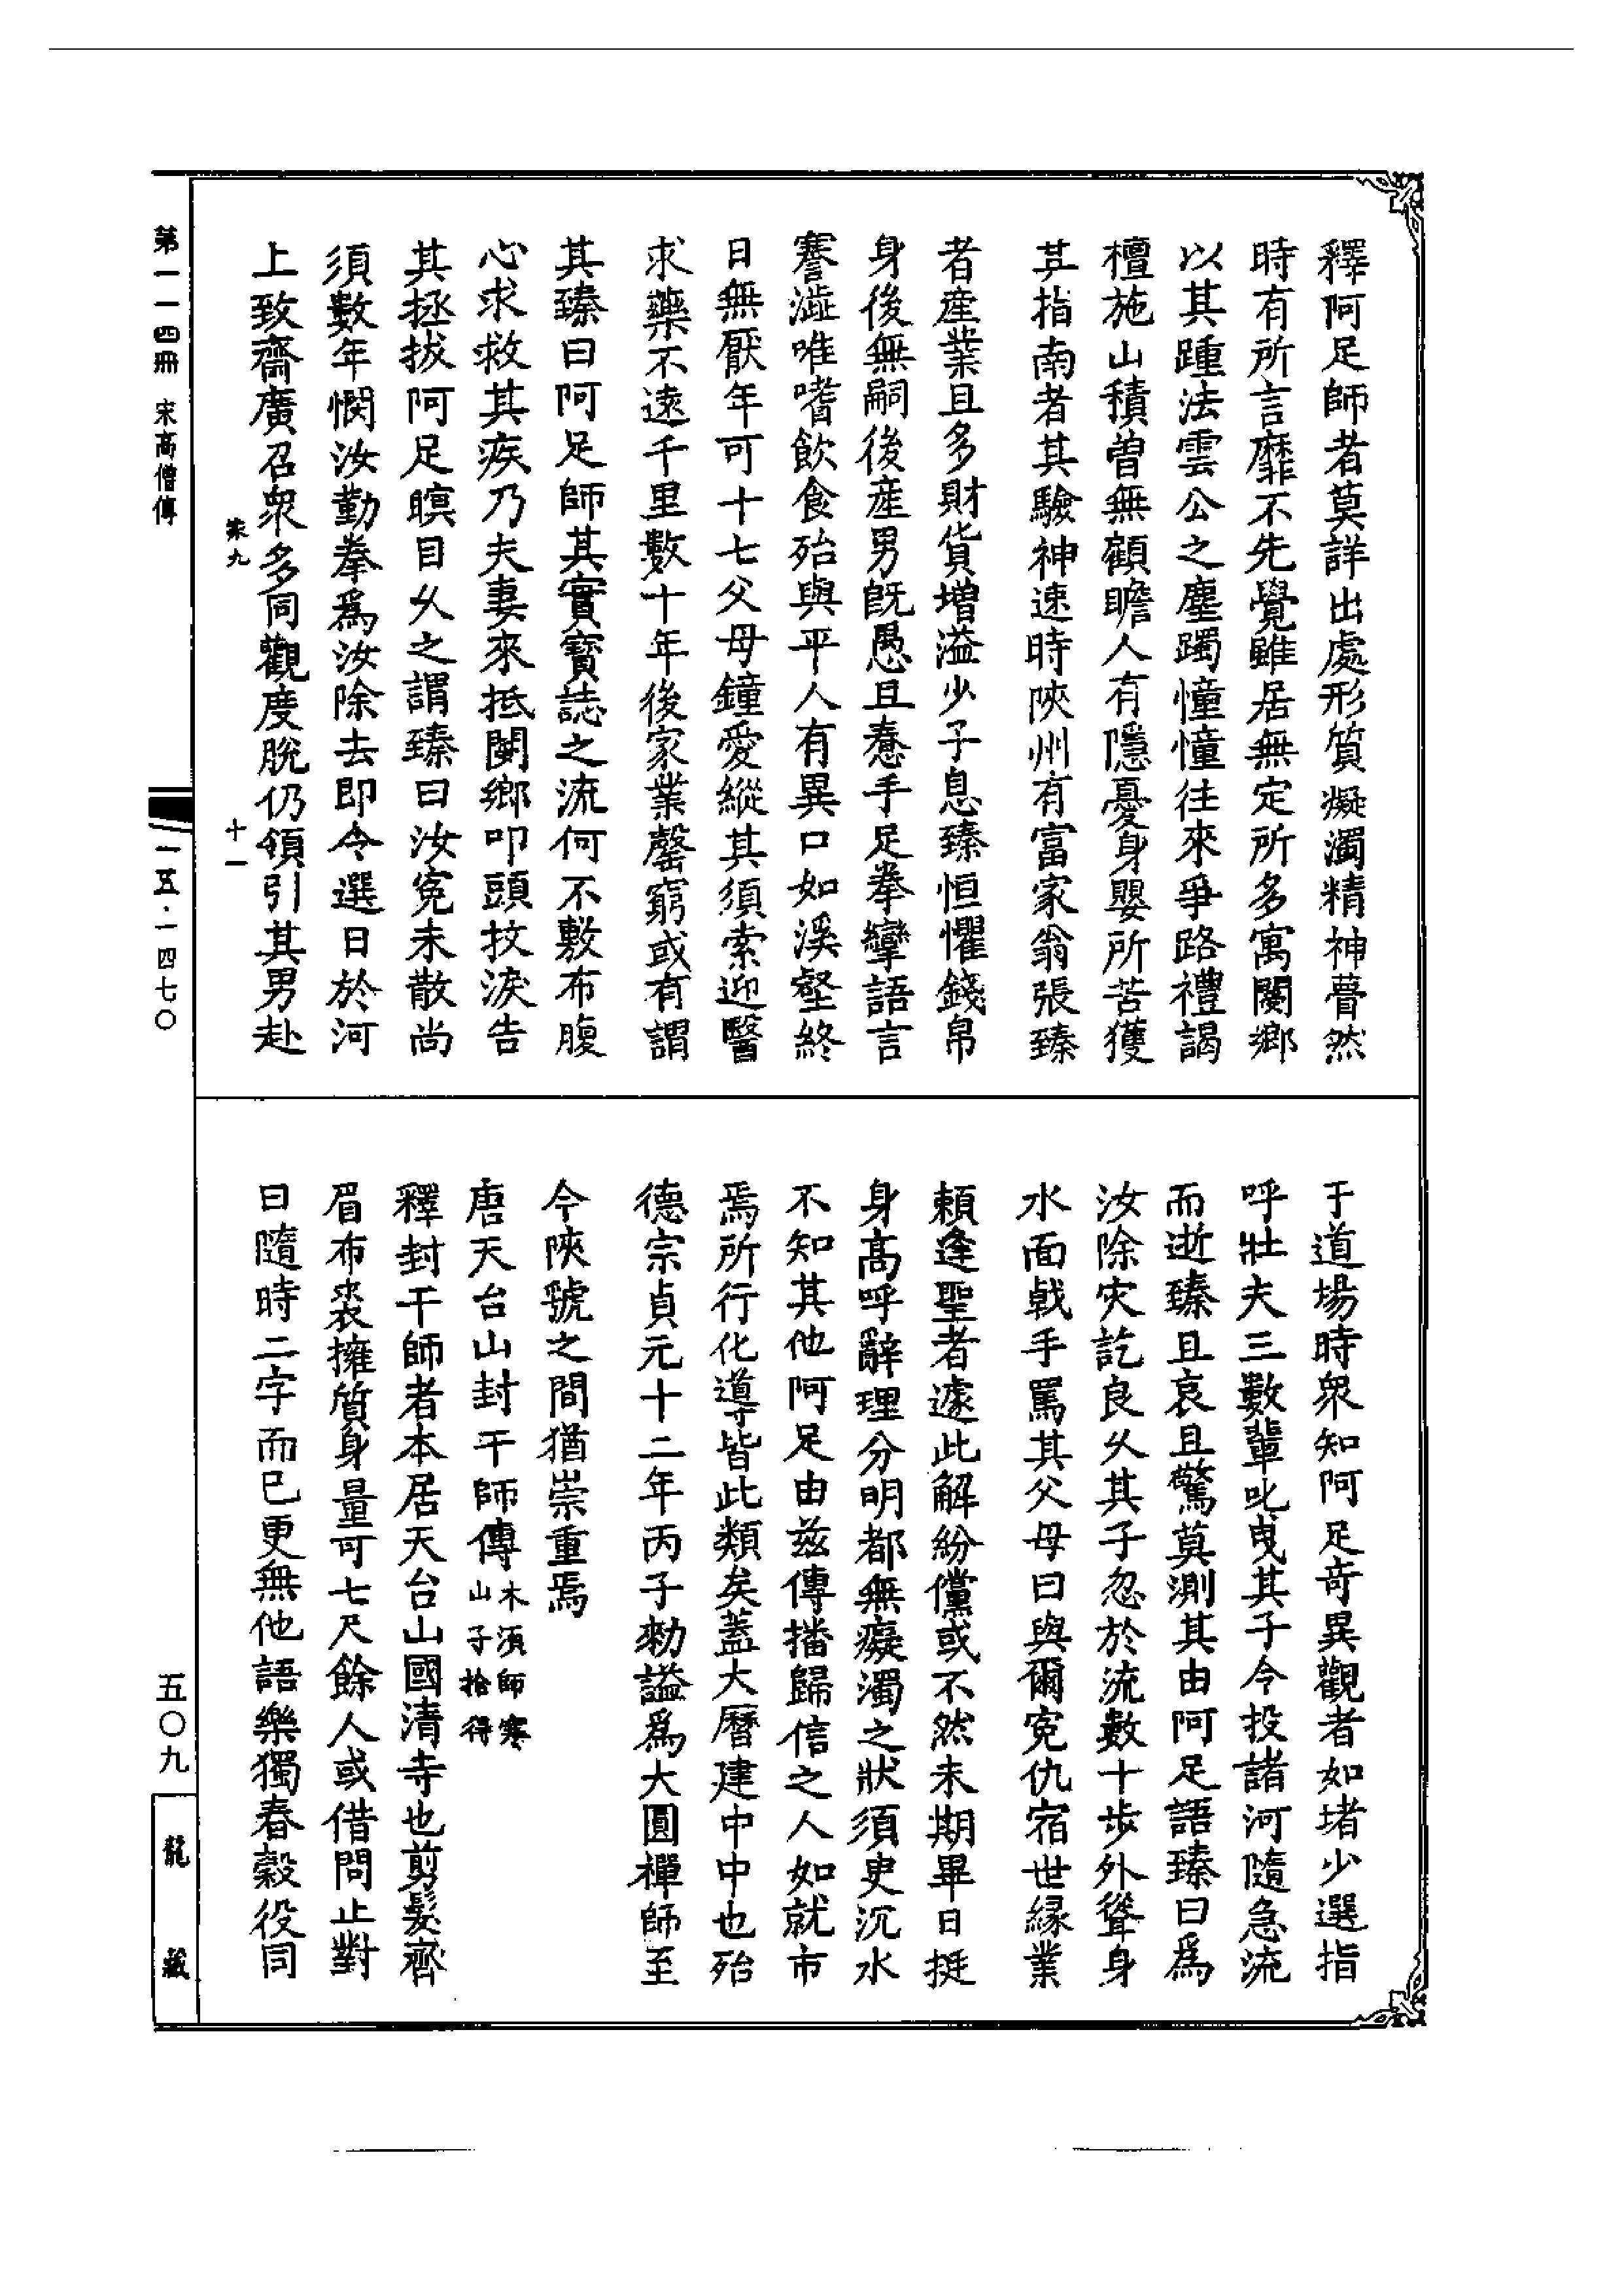 釋阿足師者莫詳出處形質癡濁精神瞢然
時有所言靡不先覺雖居無定所多寓閿鄉
以其踵法雲公之塵躅憧憧往來爭路禮謁
檀施山積曾無顧瞻人有隱憂身嬰所苦獲
其指南者其驗神速時陝州有富家翁張臻
者產業且多財貨增溢少子息臻恒懼錢帛
身後無嗣後產男既愚且惷手足拳攣語言
謇澁唯嗜飲食殆與平人有異口如溪壑終
日無厭年可十七父母鐘愛縱其須索迎醫
求藥不遠千里數十年後家業罄窮或有謂
其臻曰阿足師其實寶誌之流何不敷布腹
心求救其疾乃夫妻來抵閿鄉叩頭抆淚告
其拯拔阿足瞑目乆之謂臻曰汝寃未散尚
須數年憫汝勤拳爲汝除去即令選日於河
上致齋廣召衆多同觀度脫仍領引其男赴
于道場時衆知阿足奇異觀者如堵少選指
呼壯夫三數輩叱曳其子令投諸河隨急流
而逝臻且哀且驚莫測其由阿足語臻曰爲
汝除灾訖良乆其子忽於流數十步外聳身
水面戟手罵其父母曰與爾寃仇宿世緣業
賴逢聖者遽此解紛儻或不然未期畢日挺
身高呼辭理分明都無癡濁之狀須臾沉水
不知其他阿足由兹傳播歸信之人如就市
焉所行化導皆此類矣蓋大曆建中中也殆
德宗貞元十二年丙子勑謚爲大圓禪師至
今陝虢之間猶崇重焉
唐天台山封干師傳木湏師寒山子拾得
釋封干師者本居天台山國清寺也剪髮齊
眉布裘擁質身量可七尺餘人或借問止對
曰隨時二字而已更無他語樂獨舂穀役同
第一一四冊 宋高僧傳
一一五·一四七〇
五〇九
龍藏
九
十一